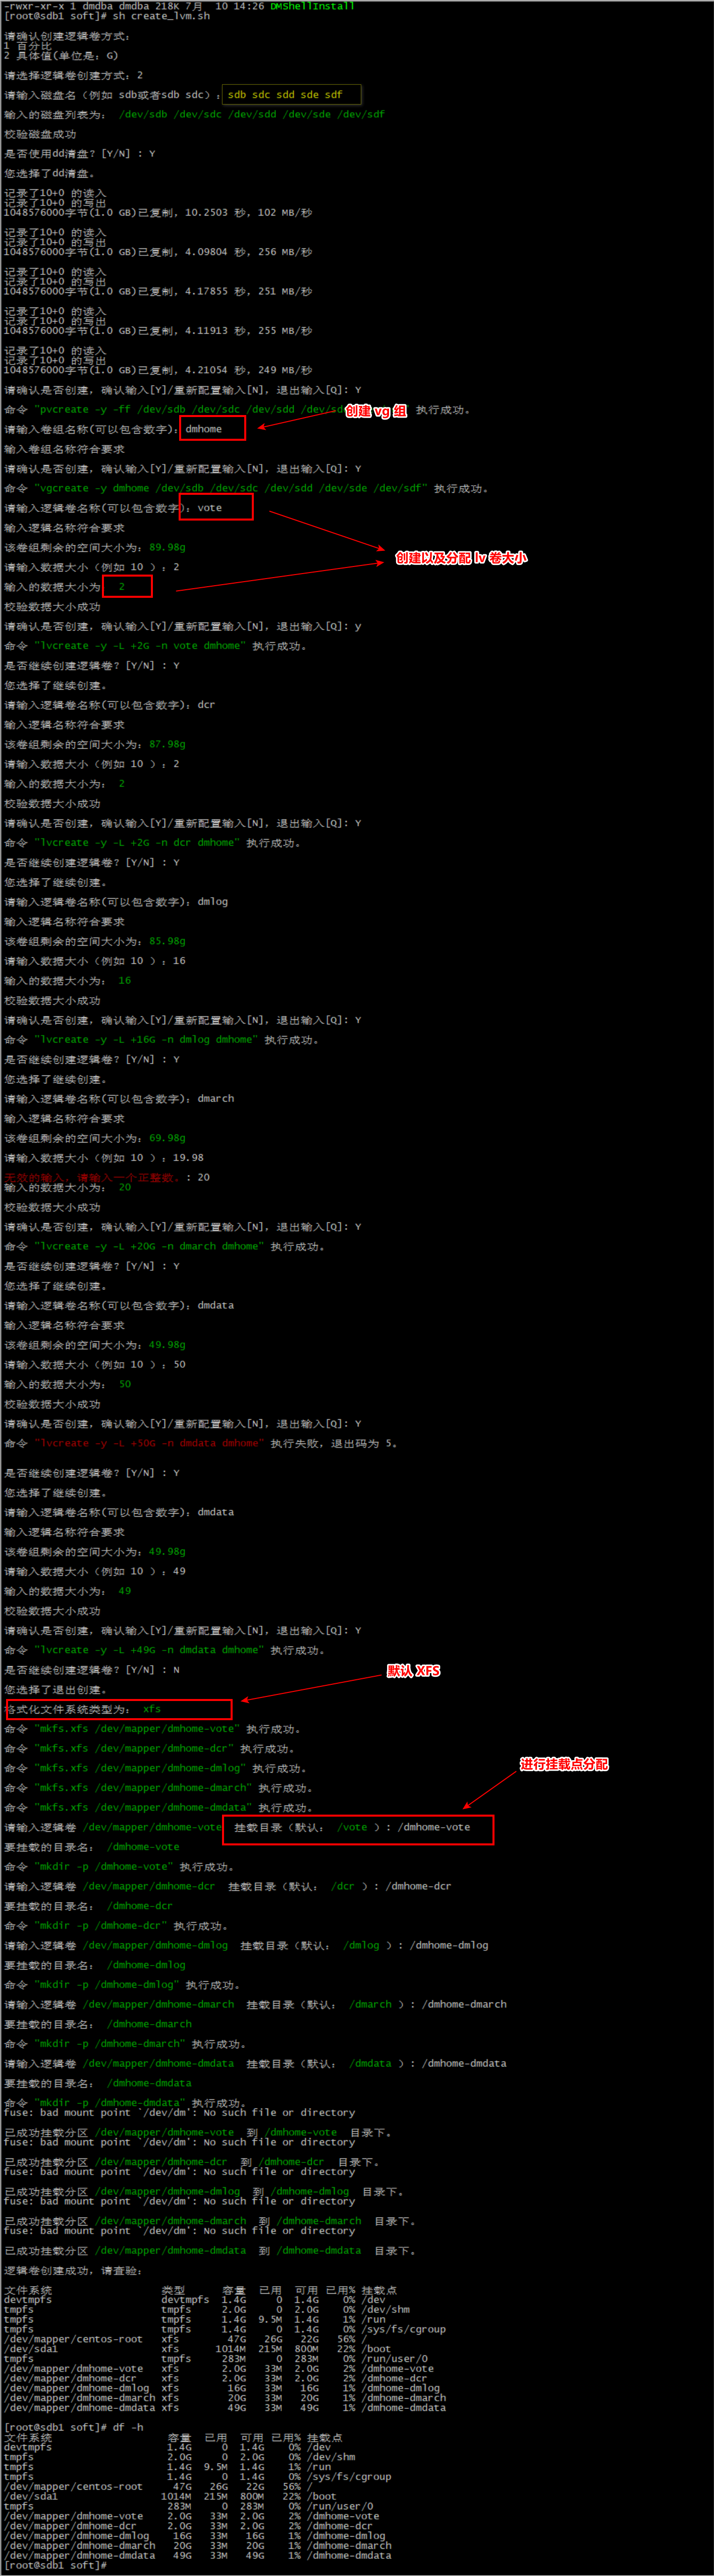 -rwxr-xr-x 1 dmdba dmdba 218K 7月  10 14:26 DMShellInstall
[root@sdb1 soft]# sh create_lvm.sh
请确认创建逻辑卷方式：
1 百分比
2 具体值(单位是：G)
请选择逻辑卷创建方式：2
请输入磁盘名（例如 sdb或者sdb sdc）：sdb sdc sdd sde sdf
输入的磁盘列表为： /dev/sdb /dev/sdc /dev/sdd /dev/sde /dev/sdf
校验磁盘成功
是否使用dd清盘？[Y/N] : Y
您选择了dd清盘。
记录了10+0 的读入
记录了10+0 的写出
1048576000字节(1.0 GB)已复制，10.2503 秒，102 MB/秒
记录了10+0 的读入
记录了10+0 的写出
1048576000字节(1.0 GB)已复制，4.09804 秒，256 MB/秒
记录了10+0 的读入
记录了10+0 的写出
1048576000字节(1.0 GB)已复制，4.17855 秒，251 MB/秒
记录了10+0 的读入
记录了10+0 的写出
1048576000字节(1.0 GB)已复制，4.11913 秒，255 MB/秒
记录了10+0 的读入
记录了10+0 的写出
1048576000字节(1.0 GB)已复制，4.21054 秒，249 MB/秒
请确认是否创建，确认输入[Y]/重新配置输入[N]，退出输入[Q]: Y
命令 "pvcreate -y -ff /dev/sdb /dev/sdc /dev/sdd /dev/sd 创建 vg 组 执行成功。
请输入卷组名称(可以包含数字)：dmhome
输入卷组名称符合要求
请确认是否创建，确认输入[Y]/重新配置输入[N]，退出输入[Q]: Y
命令 "vgcreate -y dmhome /dev/sdb /dev/sdc /dev/sdd /dev/sde /dev/sdf" 执行成功。
请输入逻辑卷名称(可以包含数字)：vote
输入逻辑名称符合要求
该卷组剩余的空间大小为：89.98g
创建以及分配 lv 卷大小
请输入数据大小（例如 10 ）：2
输入的数据大小为 2
校验数据大小成功
请确认是否创建，确认输入[Y]/重新配置输入[N]，退出输入[Q]: y
命令 "lvcreate -y -L +2G -n vote dmhome" 执行成功。
是否继续创建逻辑卷？[Y/N] : Y
您选择了继续创建。
请输入逻辑卷名称(可以包含数字)：dcr
输入逻辑名称符合要求
该卷组剩余的空间大小为：87.98g
请输入数据大小（例如 10 ）：2
输入的数据大小为： 2
校验数据大小成功
请确认是否创建，确认输入[Y]/重新配置输入[N]，退出输入[Q]: Y
命令 "lvcreate -y -L +2G -n dcr dmhome" 执行成功。
是否继续创建逻辑卷？[Y/N] : Y
您选择了继续创建。
请输入逻辑卷名称(可以包含数字)：dmlog
输入逻辑名称符合要求
该卷组剩余的空间大小为：85.98g
请输入数据大小（例如 10 ）：16
输入的数据大小为： 16
校验数据大小成功
请确认是否创建，确认输入[Y]/重新配置输入[N]，退出输入[Q]: Y
命令 "lvcreate -y -L +16G -n dmlog dmhome" 执行成功。
是否继续创建逻辑卷？[Y/N] : Y
您选择了继续创建。
请输入逻辑卷名称(可以包含数字)：dmarch
输入逻辑名称符合要求
该卷组剩余的空间大小为：69.98g
请输入数据大小（例如 10 ）：19.98
无效的输入，请输入一个正整数。: 20
输入的数据大小为： 20
校验数据大小成功
请确认是否创建，确认输入[Y]/重新配置输入[N]，退出输入[Q]: Y
命令 "lvcreate -y -L +20G -n dmarch dmhome" 执行成功。
是否继续创建逻辑卷？[Y/N] : Y
您选择了继续创建。
请输入逻辑卷名称(可以包含数字)：dmdata
输入逻辑名称符合要求
该卷组剩余的空间大小为：49.98g
请输入数据大小（例如 10 ）：50
输入的数据大小为： 50
校验数据大小成功
请确认是否创建，确认输入[Y]/重新配置输入[N]，退出输入[Q]: Y
命令 "lvcreate -y -L +50G -n dmdata dmhome" 执行失败，退出码为 5。
是否继续创建逻辑卷？[Y/N] : Y
您选择了继续创建。
请输入逻辑卷名称(可以包含数字)：dmdata
输入逻辑名称符合要求
该卷组剩余的空间大小为：49.98g
请输入数据大小（例如 10 ）：49
输入的数据大小为： 49
校验数据大小成功
请确认是否创建，确认输入[Y]/重新配置输入[N]，退出输入[Q]: Y
命令 "lvcreate -y -L +49G -n dmdata dmhome" 执行成功。
是否继续创建逻辑卷？[Y/N] : N
默认 XFS
您选择了退出创建。
格式化文件系统类型为： xfs
命令 "mkfs.xfs /dev/mapper/dmhome-vote" 执行成功。
命令 "mkfs.xfs /dev/mapper/dmhome-dcr" 执行成功。
命令 "mkfs.xfs /dev/mapper/dmhome-dmlog" 执行成功。
进行挂载点分配
命令 "mkfs.xfs /dev/mapper/dmhome-dmarch" 执行成功。
命令 "mkfs.xfs /dev/mapper/dmhome-dmdata" 执行成功。
请输入逻辑卷 /dev/mapper/dmhome-vote 挂载目录（默认： /vote ）: /dmhome-vote
要挂载的目录名： /dmhome-vote
命令 "mkdir -p /dmhome-vote" 执行成功。
请输入逻辑卷 /dev/mapper/dmhome-dcr 挂载目录（默认： /dcr ）: /dmhome-dcr
要挂载的目录名： /dmhome-dcr
命令 "mkdir -p /dmhome-dcr" 执行成功。
请输入逻辑卷 /dev/mapper/dmhome-dmlog 挂载目录（默认： /dmlog ）: /dmhome-dmlog
要挂载的目录名： /dmhome-dmlog
命令 "mkdir -p /dmhome-dmlog" 执行成功。
请输入逻辑卷 /dev/mapper/dmhome-dmarch 挂载目录（默认： /dmarch ）: /dmhome-dmarch
要挂载的目录名： /dmhome-dmarch
命令 "mkdir -p /dmhome-dmarch" 执行成功。
请输入逻辑卷 /dev/mapper/dmhome-dmdata 挂载目录（默认： /dmdata ）: /dmhome-dmdata
要挂载的目录名： /dmhome-dmdata
命令 "mkdir -p /dmhome-dmdata" 执行成功。
fuse: bad mount point `/dev/dm': No such file or directory
已成功挂载分区 /dev/mapper/dmhome-vote 到 /dmhome-vote 目录下。
fuse: bad mount point `/dev/dm': No such file or directory
已成功挂载分区 /dev/mapper/dmhome-dcr 到 /dmhome-dcr 目录下。
fuse: bad mount point `/dev/dm': No such file or directory
已成功挂载分区 /dev/mapper/dmhome-dmlog 到 /dmhome-dmlog 目录下。
fuse: bad mount point `/dev/dm': No such file or directory
已成功挂载分区 /dev/mapper/dmhome-dmarch 到 /dmhome-dmarch 目录下。
fuse: bad mount point `/dev/dm': No such file or directory
已成功挂载分区 /dev/mapper/dmhome-dmdata 到 /dmhome-dmdata 目录下。
逻辑卷创建成功，请查验：
文件系统 类型 容量 已用 可用 已用% 挂载点
devtmpfs devtmpfs 1.4G 0 1.4G 0% /dev
tmpfs tmpfs 2.0G 0 2.0G 0% /dev/shm
tmpfs tmpfs 1.4G 9.5M 1.4G 1% /run
tmpfs tmpfs 1.4G 0 1.4G 0% /sys/fs/cgroup
/dev/mapper/centos-root xfs 47G 26G 22G 56% /
/dev/sda1 xfs 1014M 215M 800M 22% /boot
tmpfs tmpfs 283M 0 283M 0% /run/user/0
/dev/mapper/dmhome-vote xfs 2.0G 33M 2.0G 2% /dmhome-vote
/dev/mapper/dmhome-dcr xfs 2.0G 33M 2.0G 2% /dmhome-dcr
/dev/mapper/dmhome-dmlog xfs 16G 33M 16G 1% /dmhome-dmlog
/dev/mapper/dmhome-dmarch xfs 20G 33M 20G 1% /dmhome-dmarch
/dev/mapper/dmhome-dmdata xfs 49G 33M 49G 1% /dmhome-dmdata
[root@sdb1 soft]# df -h
文件系统 容量 已用 可用 已用% 挂载点
devtmpfs 1.4G 0 1.4G 0% /dev
tmpfs 2.0G 0 2.0G 0% /dev/shm
tmpfs 1.4G 9.5M 1.4G 1% /run
tmpfs 1.4G 0 1.4G 0% /sys/fs/cgroup
/dev/mapper/centos-root 47G 26G 22G 56% /
/dev/sda1 1014M 215M 800M 22% /boot
tmpfs 283M 0 283M 0% /run/user/0
/dev/mapper/dmhome-vote 2.0G 33M 2.0G 2% /dmhome-vote
/dev/mapper/dmhome-dcr 2.0G 33M 2.0G 2% /dmhome-dcr
/dev/mapper/dmhome-dmlog 16G 33M 16G 1% /dmhome-dmlog
/dev/mapper/dmhome-dmarch 20G 33M 20G 1% /dmhome-dmarch
/dev/mapper/dmhome-dmdata 49G 33M 49G 1% /dmhome-dmdata
[root@sdb1 soft]#